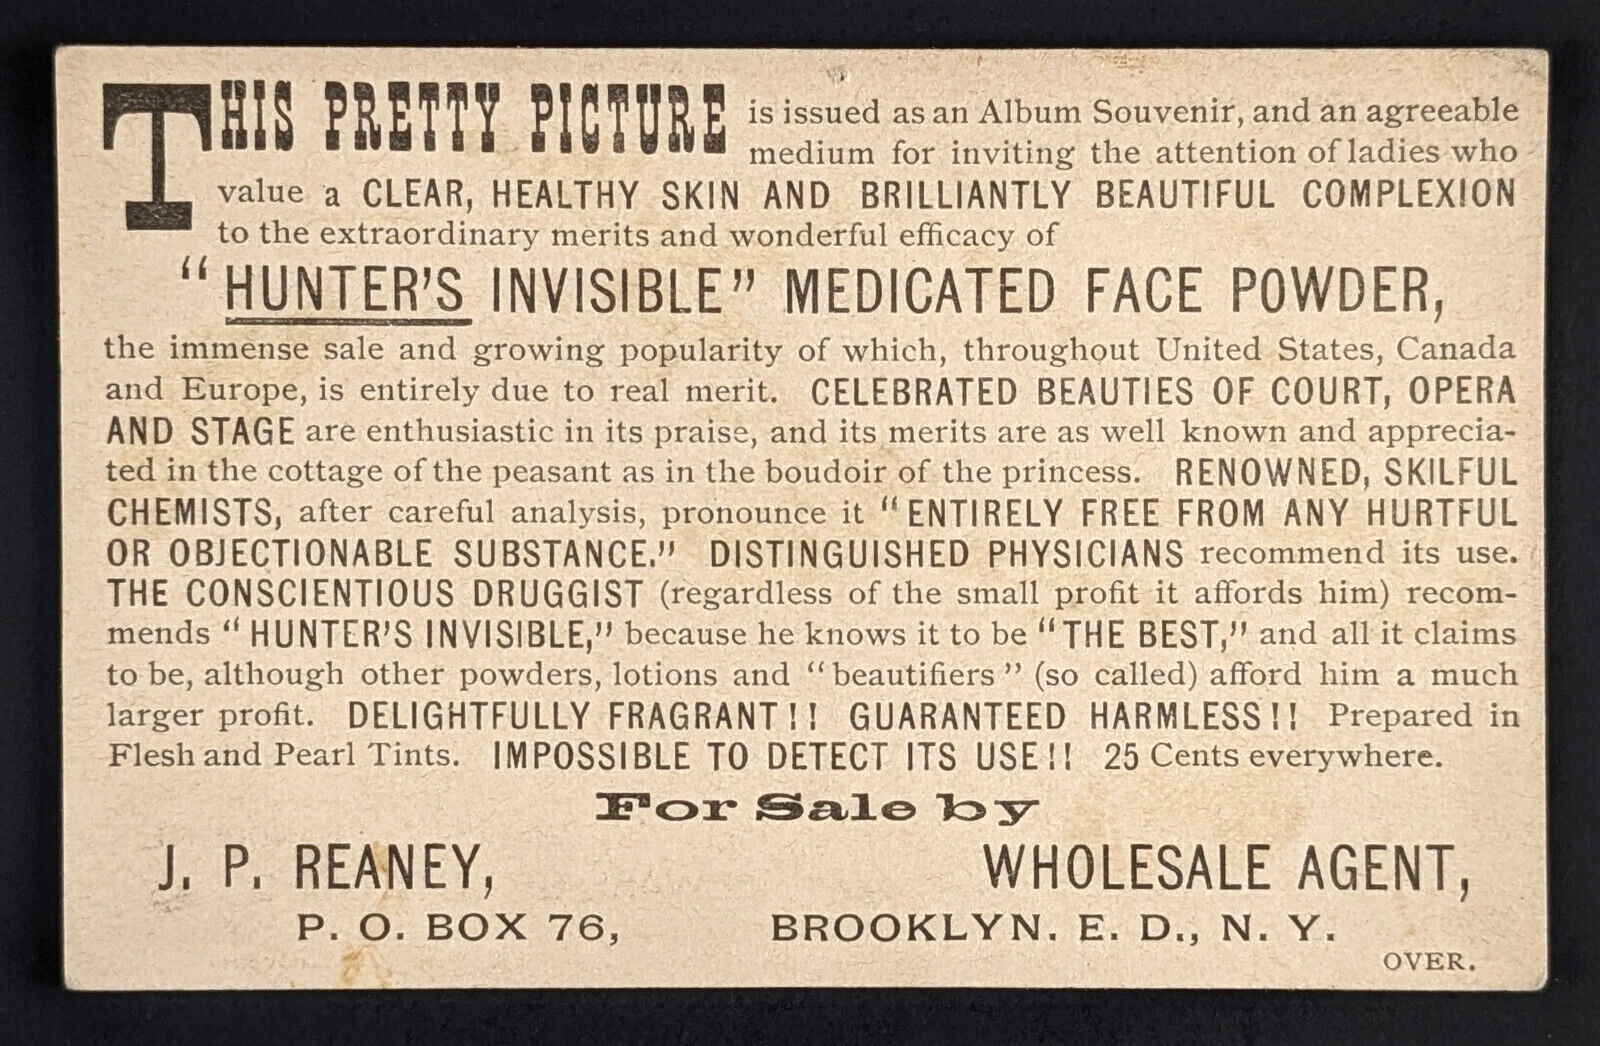 THIS PRETTY PICTURE is issued as an Album Souvenir, and an agreeable
medium for inviting the attention of ladies who
value a CLEAR, HEALTHY SKIN AND BRILLIANTLY BEAUTIFUL COMPLEXION
to the extraordinary merits and wonderful efficacy of
"HUNTER'S INVISIBLE" MEDICATED FACE POWDER,
the immense sale and growing popularity of which, throughout United States, Canada
and Europe, is entirely due to real merit. CELEBRATED BEAUTIES OF COURT, OPERA
AND STAGE are enthusiastic in its praise, and its merits are as well known and apprecia-
ted in the cottage of the peasant as in the boudoir of the princess. RENOWNED, SKILFUL
CHEMISTS, after careful analysis, pronounce it "ENTIRELY FREE FROM ANY HURTFUL
OR OBJECTIONABLE SUBSTANCE." DISTINGUISHED PHYSICIANS recommend its use.
THE CONSCIENTIOUS DRUGGIST (regardless of the small profit it affords him) recom-
mends "HUNTER'S INVISIBLE," because he knows it to be "THE BEST," and all it claims
to be, although other powders, lotions and "beautifiers" (so called) afford him a much
larger profit. DELIGHTFULLY FRAGRANT!! GUARANTEED HARMLESS!! Prepared in
Flesh and Pearl Tints. IMPOSSIBLE TO DETECT ITS USE!! 25 Cents everywhere.
For Sale by
J. P. REANEY, WHOLESALE AGENT,
P. O. BOX 76, BROOKLYN. E. D., N. Y.
OVER.